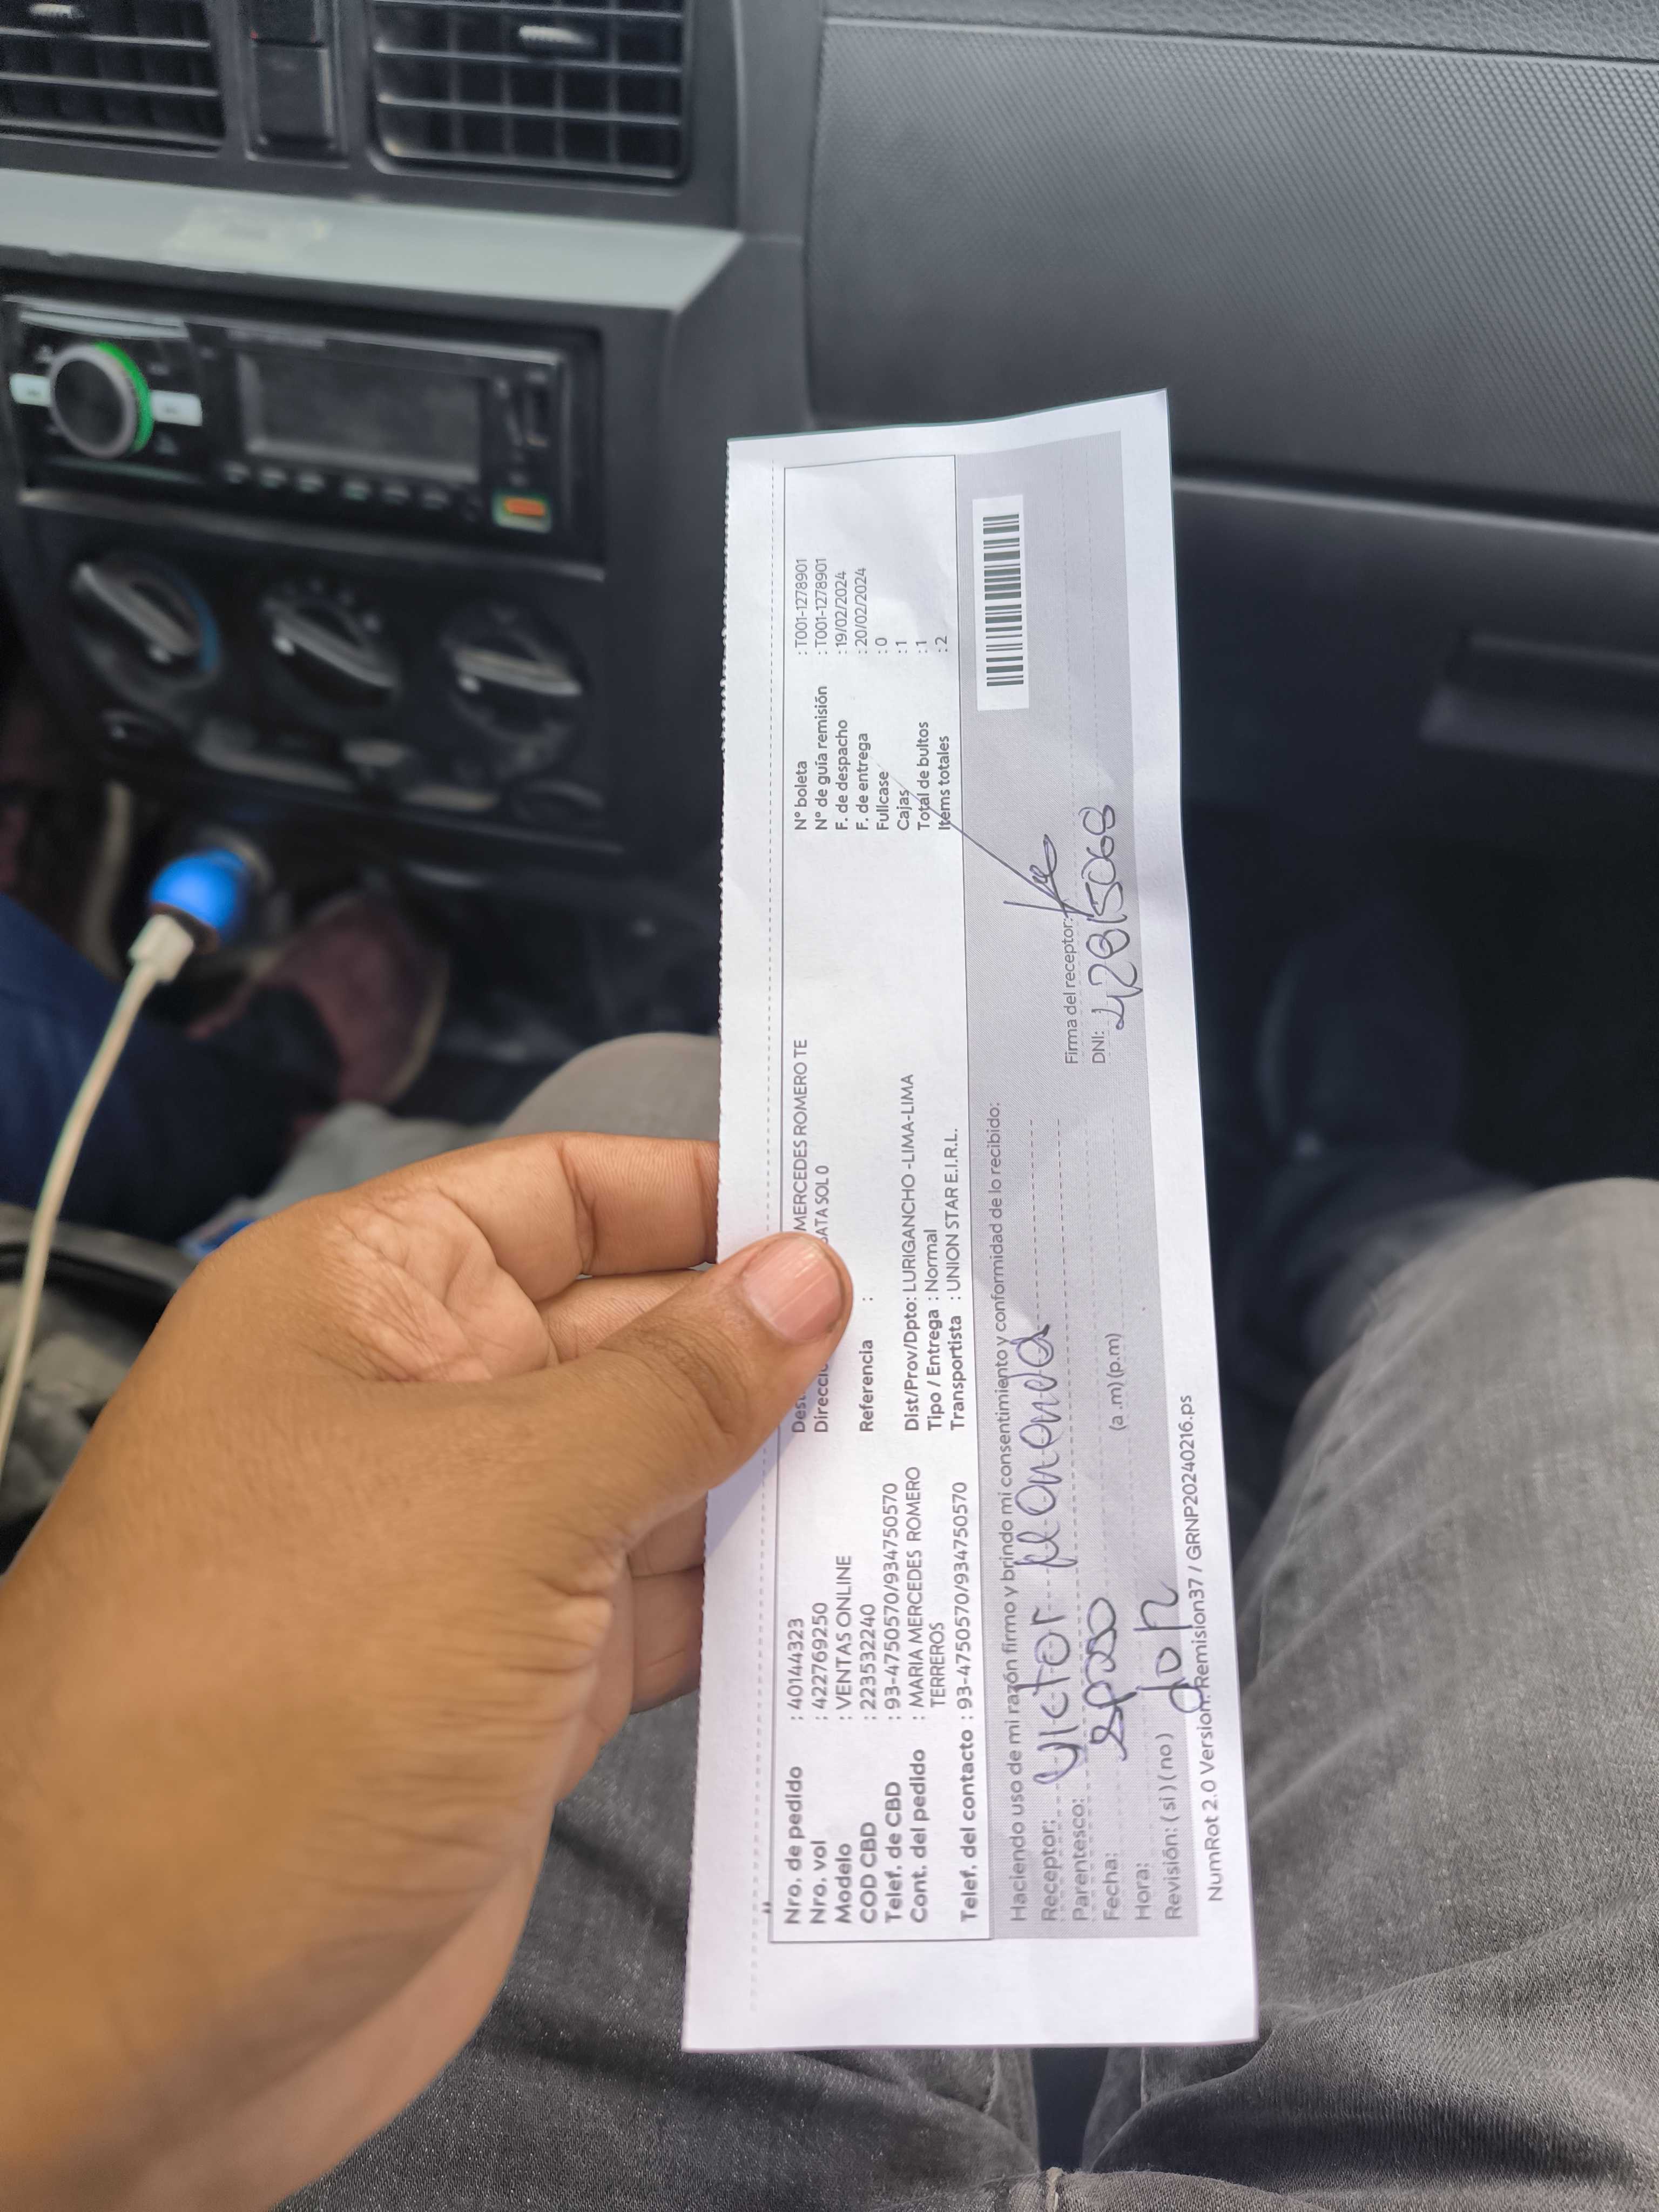 Nro. de pedido : 40144323
Nro. vol : 422769250
Modelo : VENTAS ONLINE
COD CBD : 223532240
Telef. de CBD : 93-4750570/934750570
Cont. del pedido : MARIA MERCEDES ROMERO
TERREROS
Telef. del contacto : 93-4750570/934750570
MERCEDES ROMERO TE
ATA SOL 0
Referencia :
Dist/Prov/Dpto: LURIGANCHO -LIMA-LIMA
Tipo / Entrega : Normal
Transportista : UNION STAR E.I.R.L.
N° boleta : T001-1278901
N° de guía remisión : T001-1278901
F. de despacho : 19/02/2024
F. de entrega : 20/02/2024
Fullcase : 0
Cajas : 1
Total de bultos : 1
Items totales : 2
Haciendo uso de mi razón firmo y brindo mi consentimiento y conformidad de lo recibido:
Receptor: Victor
Parentesco:
Fecha:
Hora: (a.m) (p.m)
Revisión: ( si ) ( no )
Firma del receptor:
DNI: 42815068
NumRot 2.0 Version: Remision37 / GRNP20240216.ps